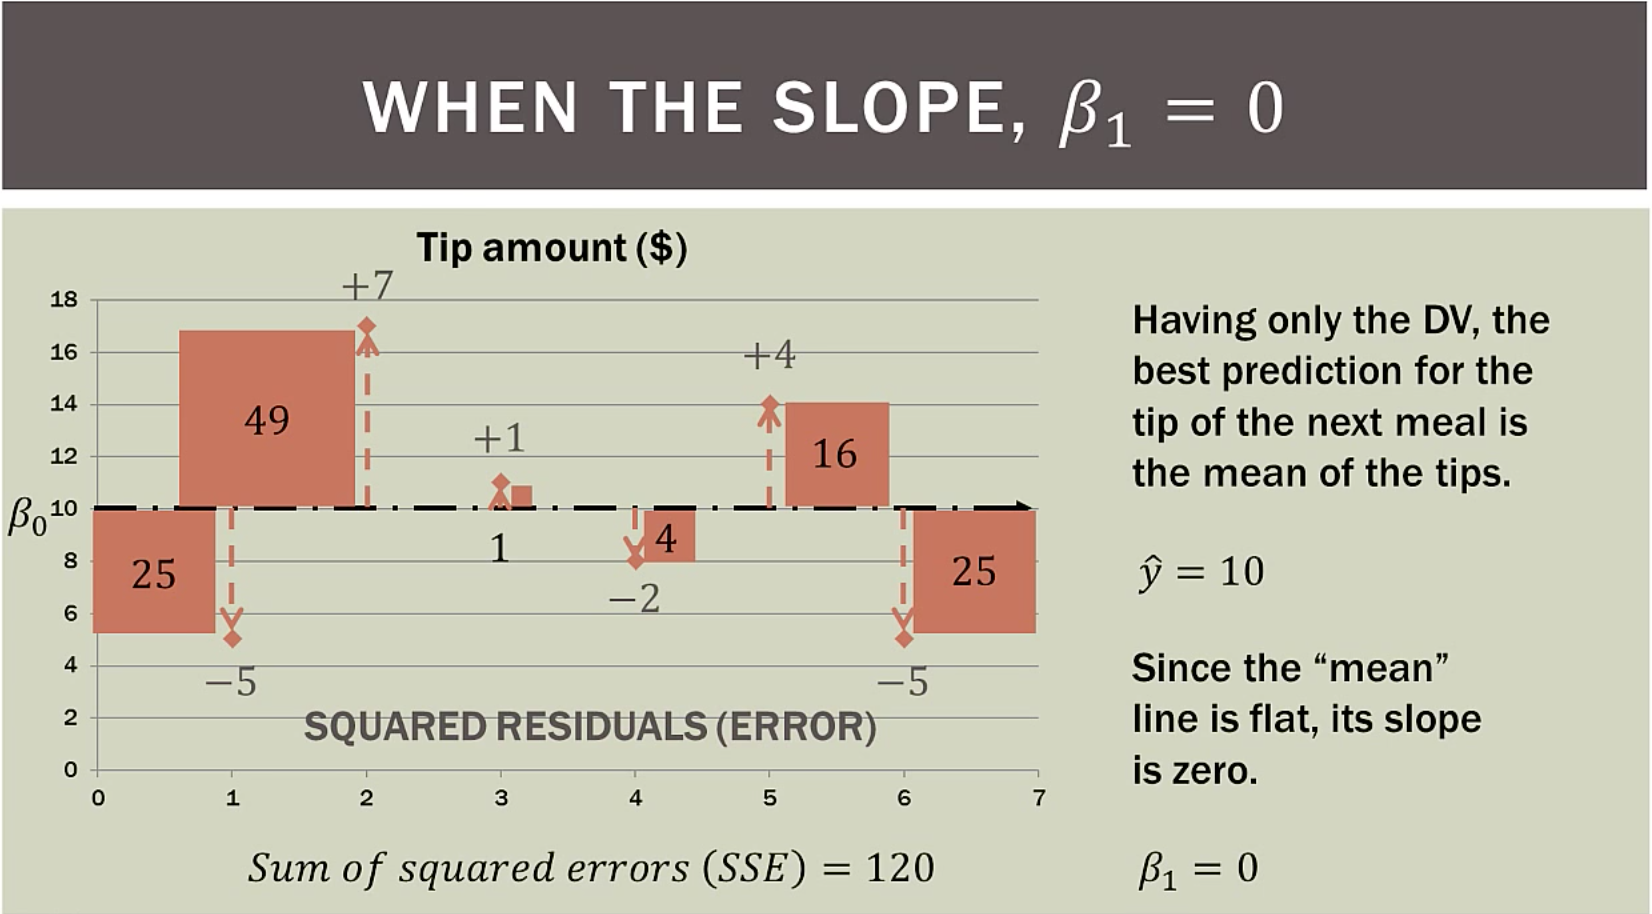 WHEN THE SLOPE, β₁ = 0
Tip amount ($)
+7
18
16
+4
14
49
+1
16
12
β₀
10
1
4
8
25
25
−2
6
4
−5
−5
2
SQUARED RESIDUALS (ERROR)
0
0 1 2 3 4 5 6 7
Sum of squared errors (SSE) = 120
Having only the DV, the
best prediction for the
tip of the next meal is
the mean of the tips.
ŷ = 10
Since the “mean”
line is flat, its slope
is zero.
β₁ = 0